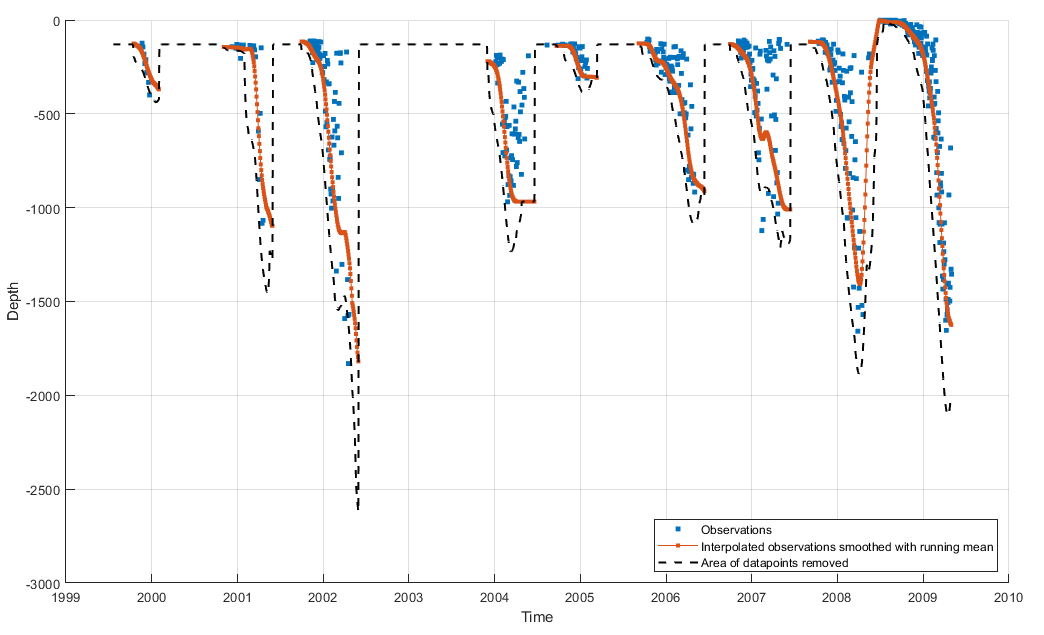 0
-500
-1000
-1500
-2000
-2500
-3000
Depth
1999 2000 2001 2002 2003 2004 2005 2006 2007 2008 2009 2010
Time
Observations
Interpolated observations smoothed with running mean
Area of datapoints removed